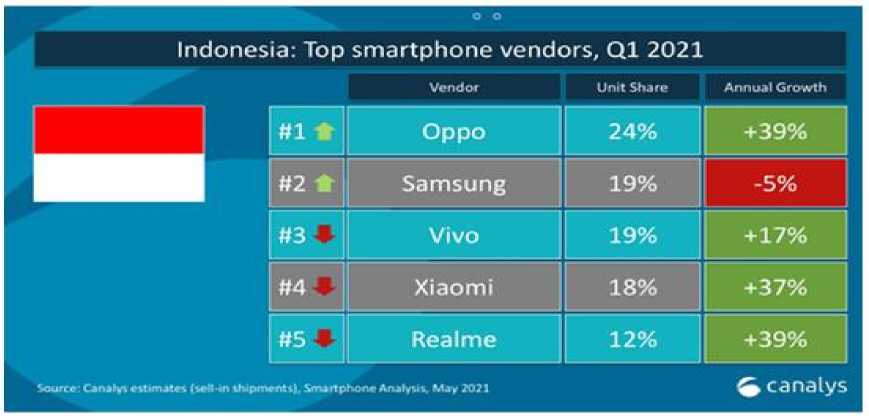 Indonesia: Top smartphone vendors, Q1 2021
Vendor Unit Share Annual Growth
#1 Oppo 24% +39%
#2 Samsung 19% -5%
#3 Vivo 19% +17%
#4 Xiaomi 18% +37%
#5 Realme 12% +39%
Source: Canalys estimates (sell-in shipments), Smartphone Analysis, May 2021
canalys